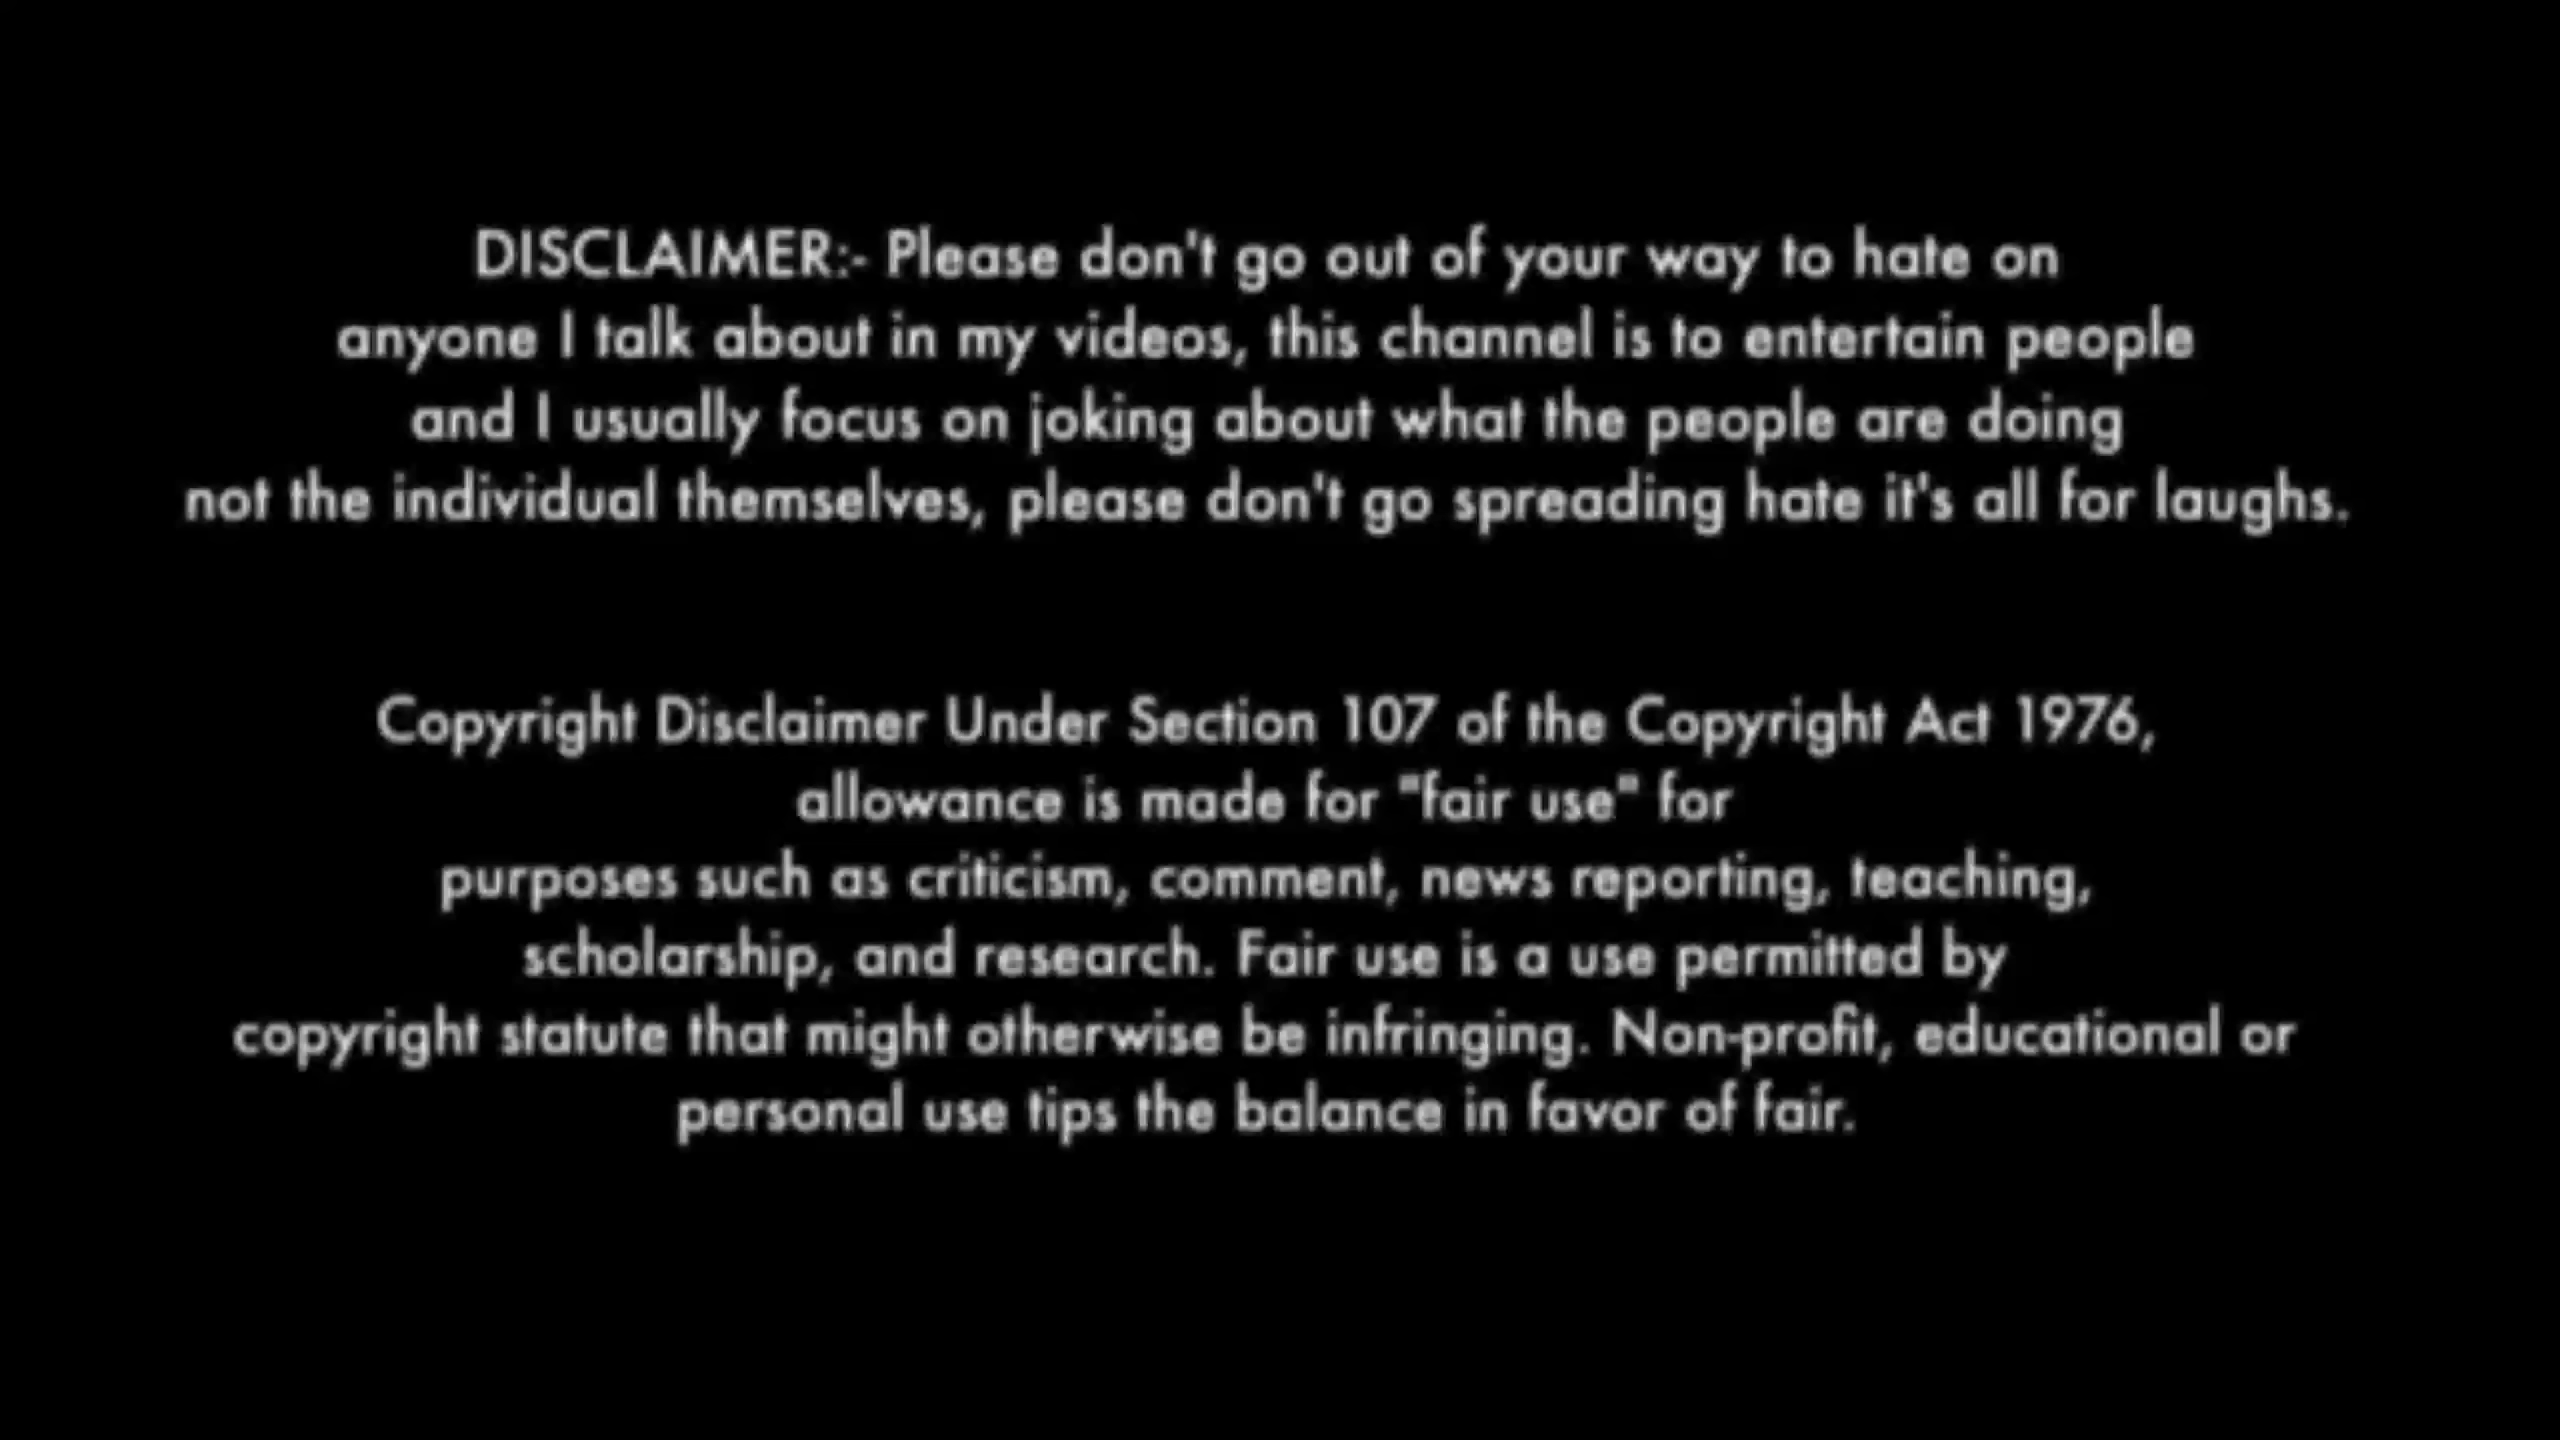 DISCLAIMER:- Please don't go out of your way to hate on
anyone I talk about in my videos, this channel is to entertain people
and I usually focus on joking about what the people are doing
not the individual themselves, please don't go spreading hate it's all for laughs.
Copyright Disclaimer Under Section 107 of the Copyright Act 1976,
allowance is made for "fair use" for
purposes such as criticism, comment, news reporting, teaching,
scholarship, and research. Fair use is a use permitted by
copyright statute that might otherwise be infringing. Non-profit, educational or
personal use tips the balance in favor of fair.